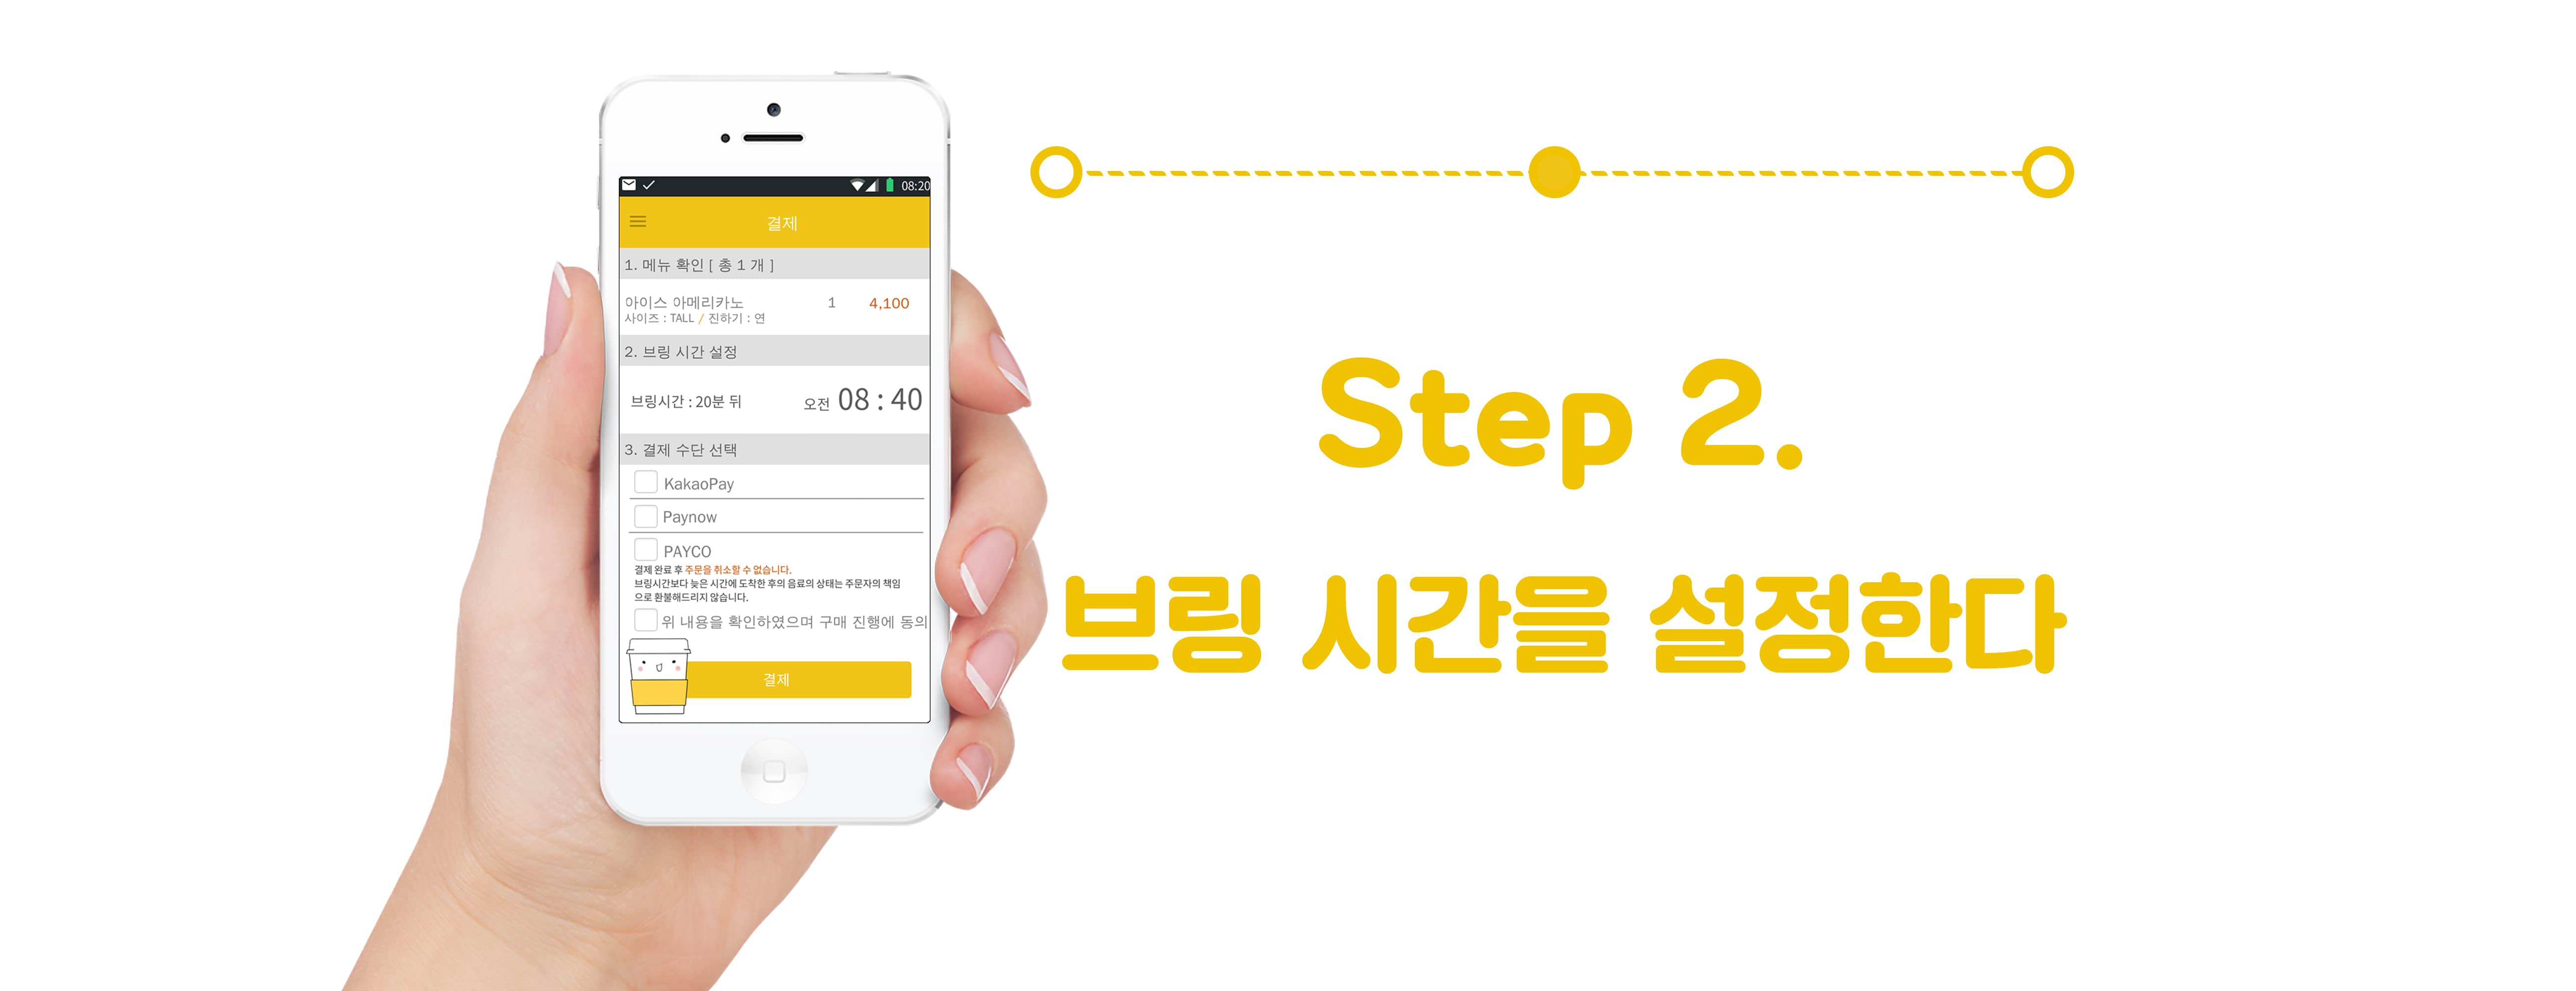 08:20
결제
1. 메뉴 확인 [ 총 1 개 ]
아이스 아메리카노 1 4,100
사이즈 : TALL / 진하기 : 연
2. 브링 시간 설정
브링시간 : 20분 뒤 오전 08 : 40
3. 결제 수단 선택
KakaoPay
Paynow
PAYCO
결제 완료 후 주문을 취소할 수 없습니다.
브링시간보다 늦은 시간에 도착한 후의 음료의 상태는 주문자의 책임
으로 환불해드리지 않습니다.
위 내용을 확인하였으며 구매 진행에 동의
결제
Step 2.
브링 시간을 설정한다